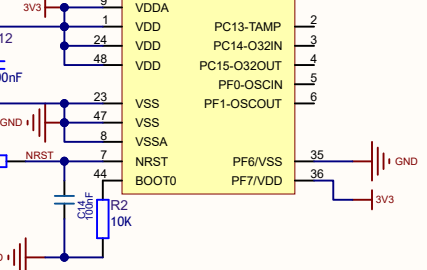 9 VDDA
3V3
1 VDD PC13-TAMP 2
24 VDD PC14-O32IN 3
48 VDD PC15-O32OUT 4
PF0-OSCIN 5
23 VSS PF1-OSCOUT 6
GND 47 VSS
8 VSSA
NRST 7 NRST PF6/VSS 35 GND
44 BOOT0 PF7/VDD 36
3V3
C14
100nF
R2
10K